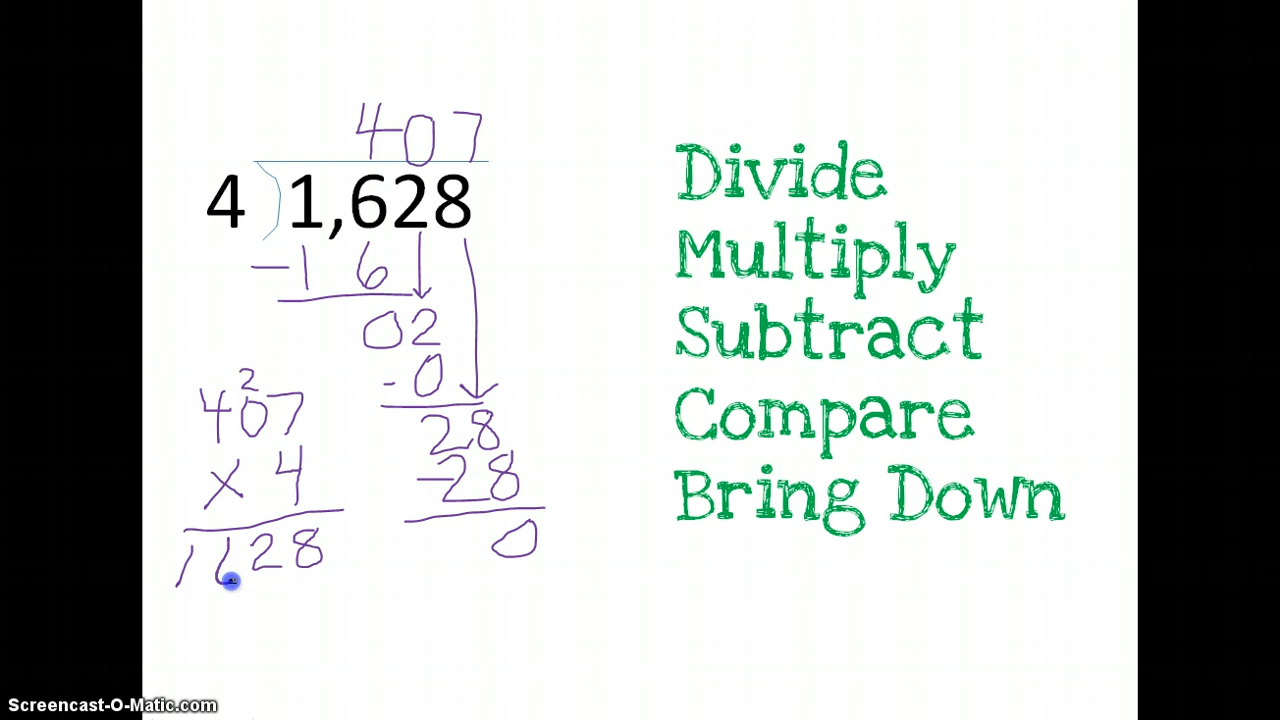 407
4 1,628
-16
02
-0
28
-28
0
2
407
x 4
1628
Divide
Multiply
Subtract
Compare
Bring Down
Screencast-O-Matic.com